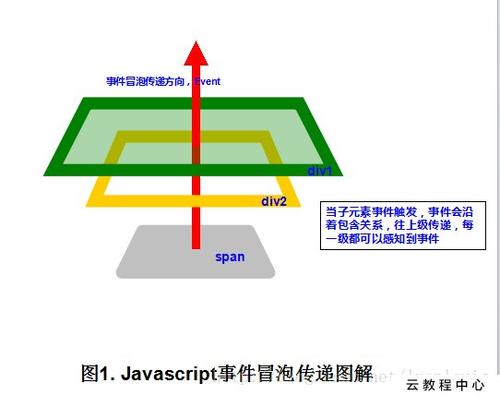 事件冒泡传递方向，Event
div1
div2
当子元素事件触发，事件会沿
着包含关系，往上级传递，每
一级都可以感知到事件
span
图1. Javascript事件冒泡传递图解
云教程中心